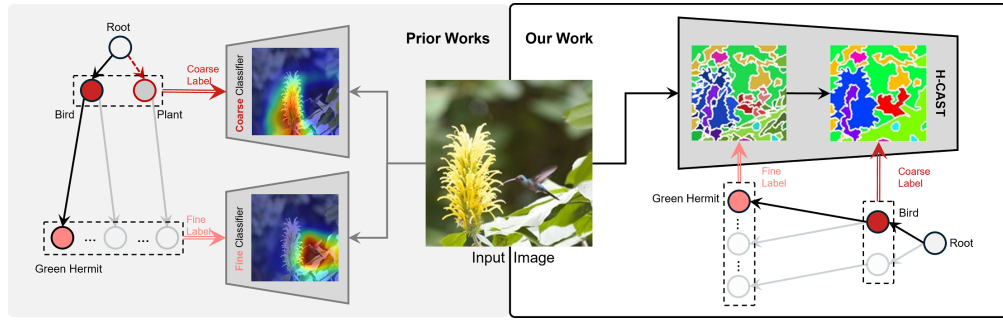 Root
Prior Works
Our Work
Coarse
Label
Coarse Classifier
H-CAST
Bird
Plant
Fine
Label
Coarse
Label
Green Hermit
Bird
Fine
Label
Fine Classifier
Root
...
...
Green Hermit
Input Image
...
...